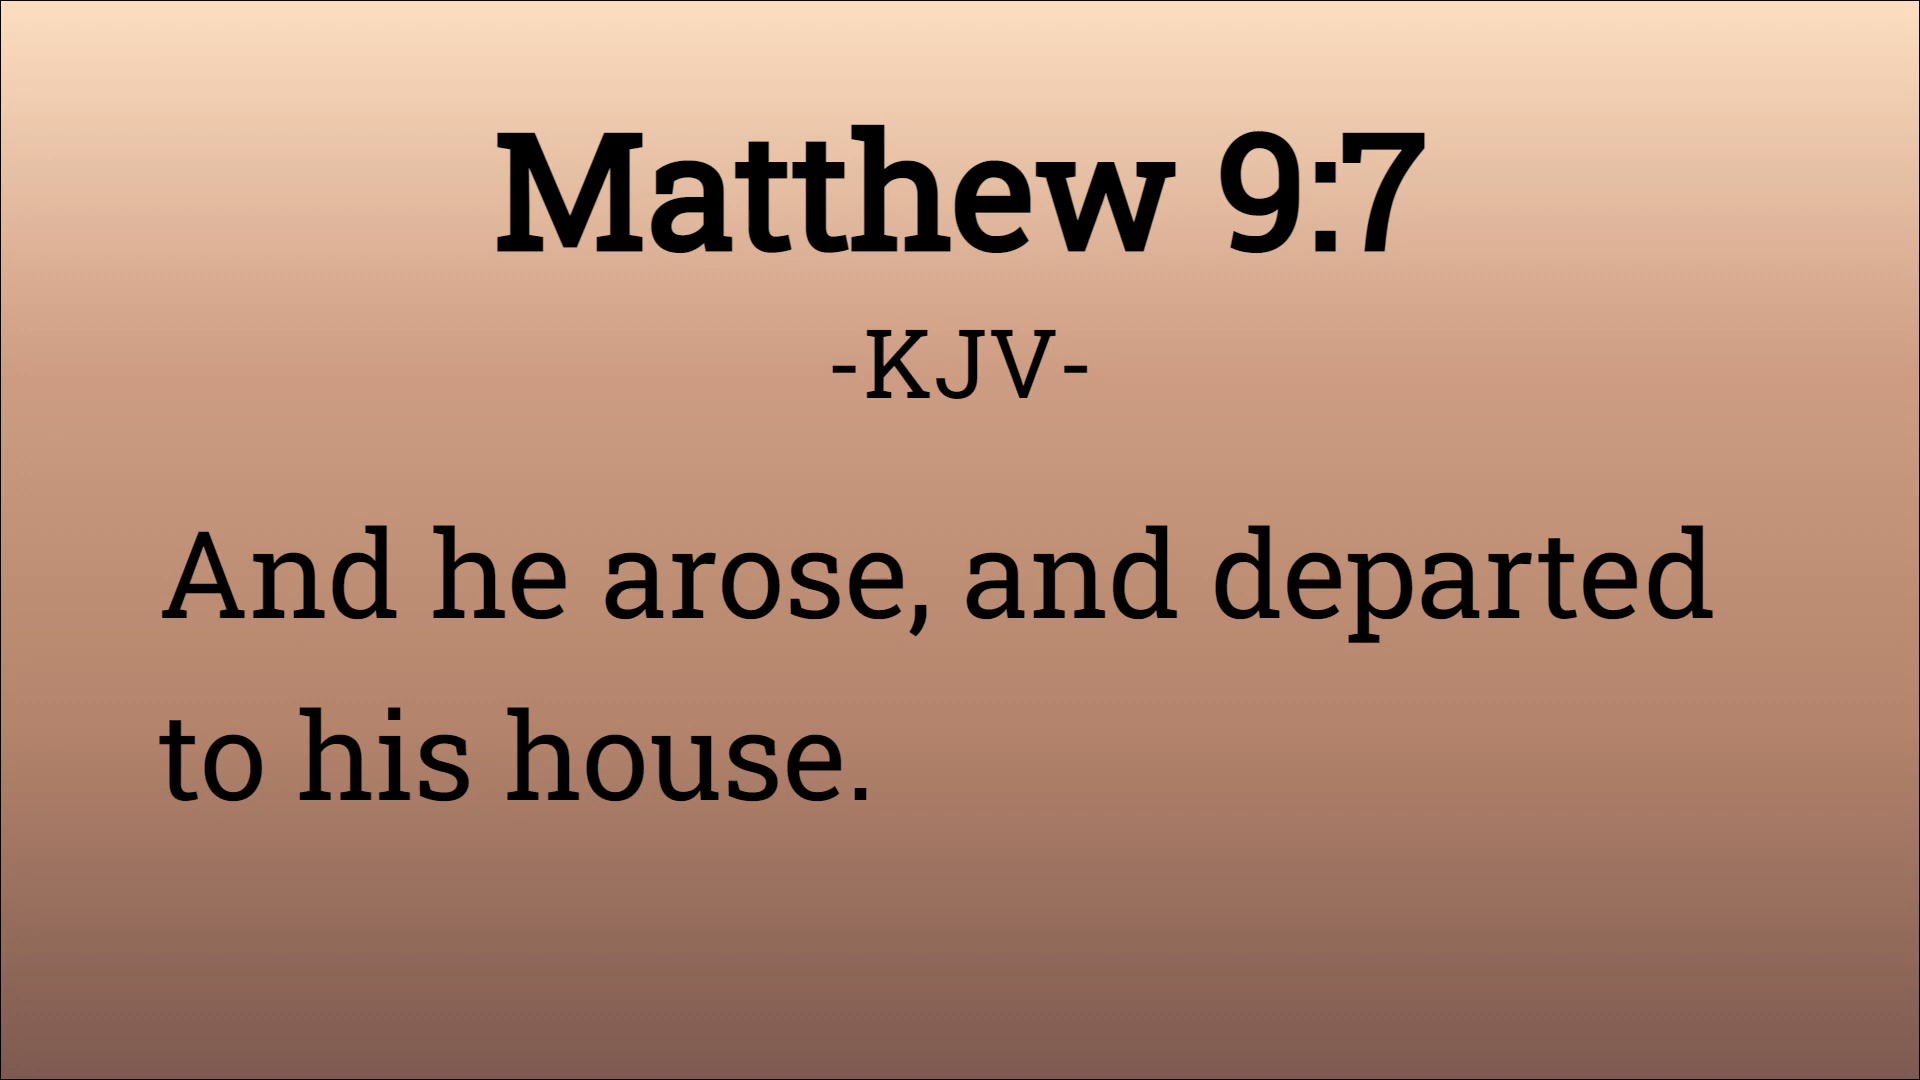 Matthew 9:7
-KJV-
And he arose, and departed
to his house.